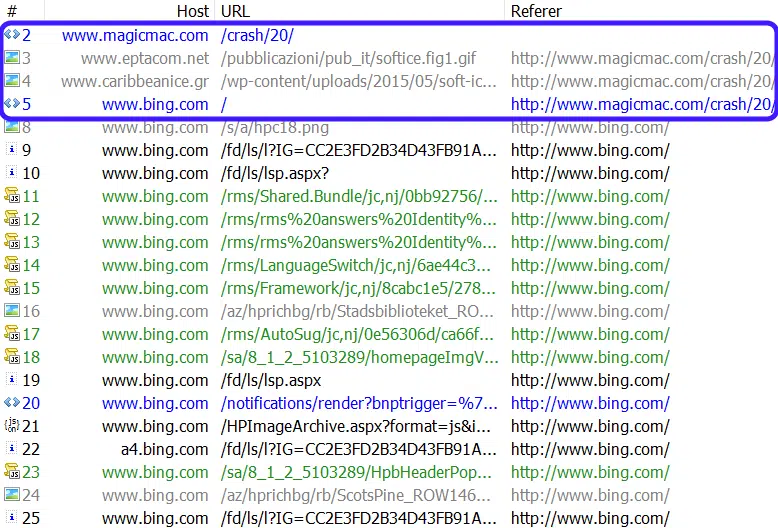 # Host URL Referer
2 www.magicmac.com /crash/20/
3 www.eptacom.net /pubblicazioni/pub_it/softice.fig1.gif http://www.magicmac.com/crash/20/
4 www.caribbeanice.gr /wp-content/uploads/2015/05/soft-ic... http://www.magicmac.com/crash/20/
5 www.bing.com / http://www.magicmac.com/crash/20/
8 www.bing.com /s/a/hpc18.png http://www.bing.com/
9 www.bing.com /fd/ls/l?IG=CC2E3FD2B34D43FB91A... http://www.bing.com/
10 www.bing.com /fd/ls/lsp.aspx? http://www.bing.com/
11 www.bing.com /rms/Shared.Bundle/jc,nj/0bb92756/... http://www.bing.com/
12 www.bing.com /rms/rms%20answers%20Identity%... http://www.bing.com/
13 www.bing.com /rms/rms%20answers%20Identity%... http://www.bing.com/
14 www.bing.com /rms/LanguageSwitch/jc,nj/6ae44c3... http://www.bing.com/
15 www.bing.com /rms/Framework/jc,nj/8cabc1e5/278... http://www.bing.com/
16 www.bing.com /az/hprichbg/rb/Stadsbiblioteket_RO... http://www.bing.com/
17 www.bing.com /rms/AutoSug/jc,nj/0e56306d/ca66f... http://www.bing.com/
18 www.bing.com /sa/8_1_2_5103289/homepageImgV... http://www.bing.com/
19 www.bing.com /fd/ls/lsp.aspx http://www.bing.com/
20 www.bing.com /notifications/render?bnptrigger=%7... http://www.bing.com/
21 www.bing.com /HPImageArchive.aspx?format=js&i... http://www.bing.com/
22 a4.bing.com /fd/ls/l?IG=CC2E3FD2B34D43FB91A... http://www.bing.com/
23 www.bing.com /sa/8_1_2_5103289/HpbHeaderPop... http://www.bing.com/
24 www.bing.com /az/hprichbg/rb/ScotsPine_ROW146... http://www.bing.com/
25 www.bing.com /fd/ls/l?IG=CC2E3FD2B34D43FB91A... http://www.bing.com/